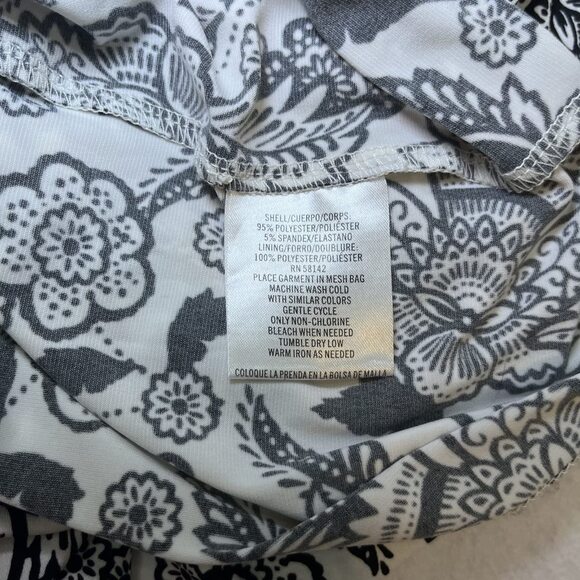 SHELL/CUERPO/CORPS:
95% POLYESTER/POLIÉSTER
5% SPANDEX/ELASTANO
LINING/FORRO/DOUBLURE:
100% POLYESTER/POLIÉSTER
RN 58142
PLACE GARMENT IN MESH BAG
MACHINE WASH COLD
WITH SIMILAR COLORS
GENTLE CYCLE
ONLY NON-CHLORINE
BLEACH WHEN NEEDED
TUMBLE DRY LOW
WARM IRON AS NEEDED
COLOQUE LA PRENDA EN LA BOLSA DE MALLA